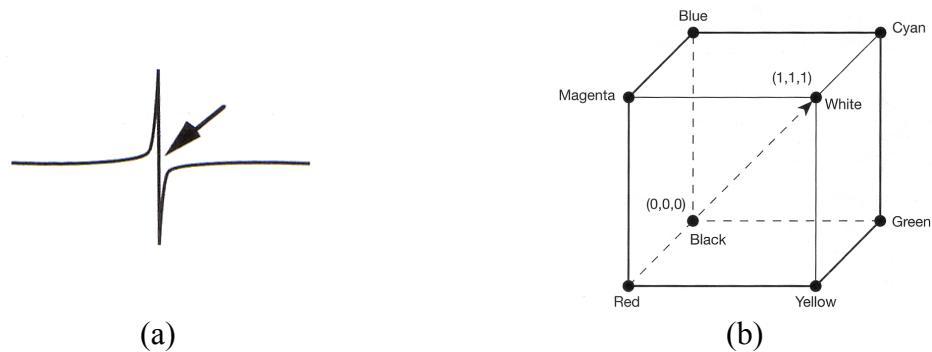 Blue
Cyan
(1,1,1)
Magenta
White
(0,0,0)
Black
Green
Red
Yellow
(a)
(b)